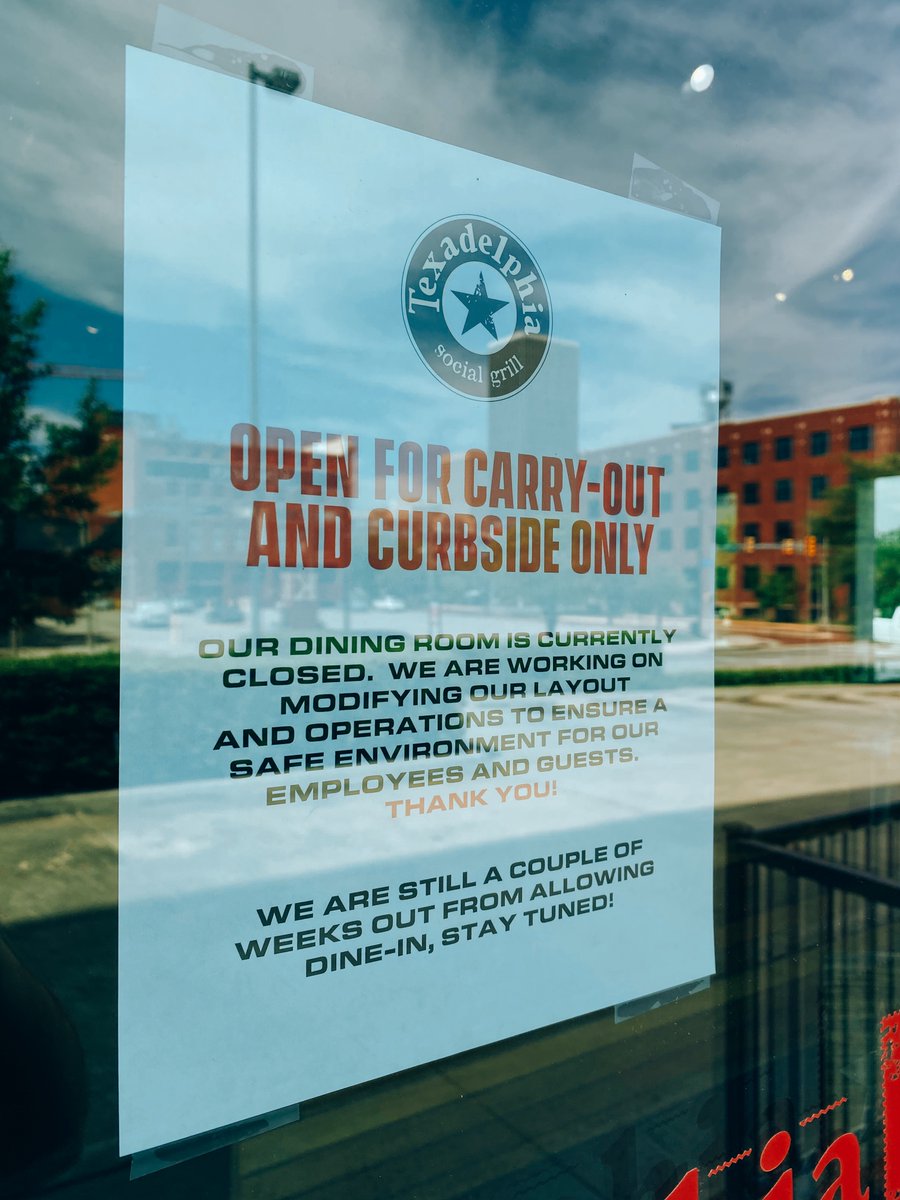 Texadelphia
social grill
OPEN FOR CARRY-OUT
AND CURBSIDE ONLY
OUR DINING ROOM IS CURRENTLY
CLOSED. WE ARE WORKING ON
MODIFYING OUR LAYOUT
AND OPERATIONS TO ENSURE A
SAFE ENVIRONMENT FOR OUR
EMPLOYEES AND GUESTS.
THANK YOU!
WE ARE STILL A COUPLE OF
WEEKS OUT FROM ALLOWING
DINE-IN, STAY TUNED!